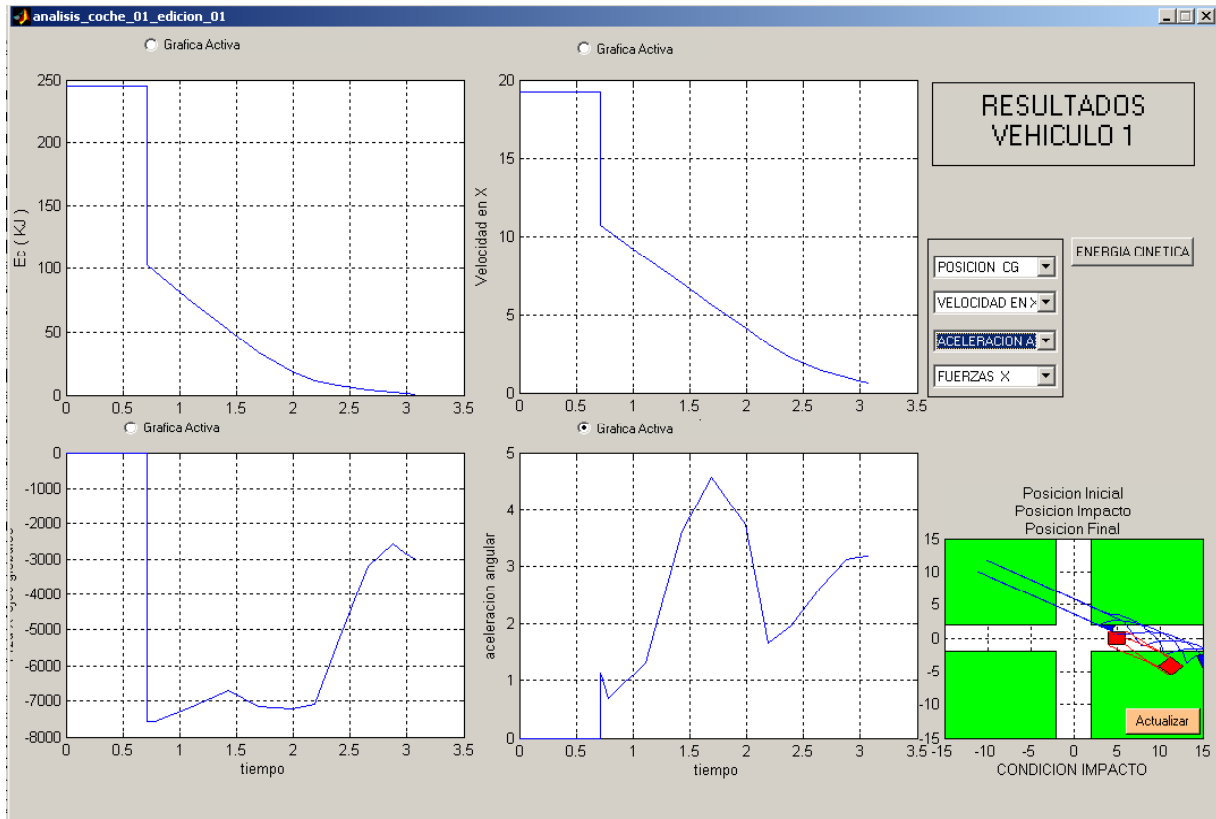 analisis_coche_01_edicion_01
Grafica Activa
Grafica Activa
250
200
150
100
50
0
Ec ( KJ )
0 0.5 1 1.5 2 2.5 3 3.5
20
15
10
5
0
Velocidad en X
0 0.5 1 1.5 2 2.5 3 3.5
RESULTADOS
VEHICULO 1
POSICION CG
VELOCIDAD EN X
ACELERACION A
FUERZAS X
ENERGIA CINETICA
Grafica Activa
Grafica Activa
0
-1000
-2000
-3000
-4000
-5000
-6000
-7000
-8000
ejes globales
0 0.5 1 1.5 2 2.5 3 3.5
tiempo
5
4
3
2
1
0
aceleracion angular
0 0.5 1 1.5 2 2.5 3 3.5
tiempo
Posicion Inicial
Posicion Impacto
Posicion Final
15
10
5
0
-5
-10
-15
-15 -10 -5 0 5 10 15
Actualizar
CONDICION IMPACTO